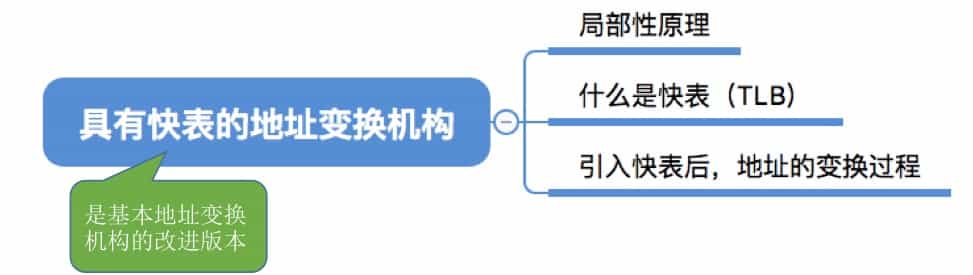 局部性原理
具有快表的地址变换机构
什么是快表（TLB）
引入快表后，地址的变换过程
是基本地址变换
机构的改进版本